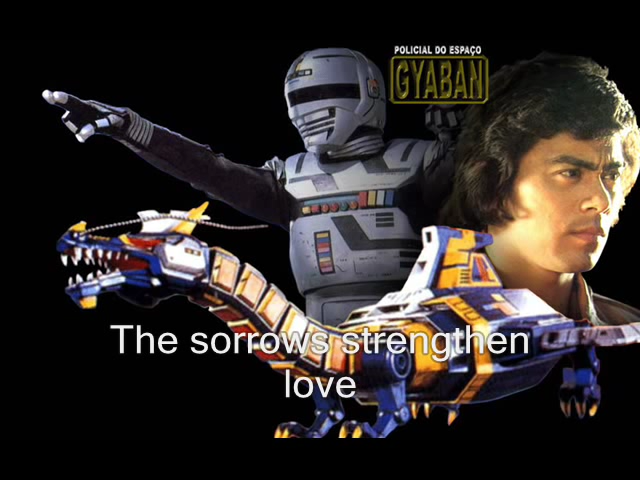 POLICIAL DO ESPAÇO
GYABAN
The sorrows strengthen
love